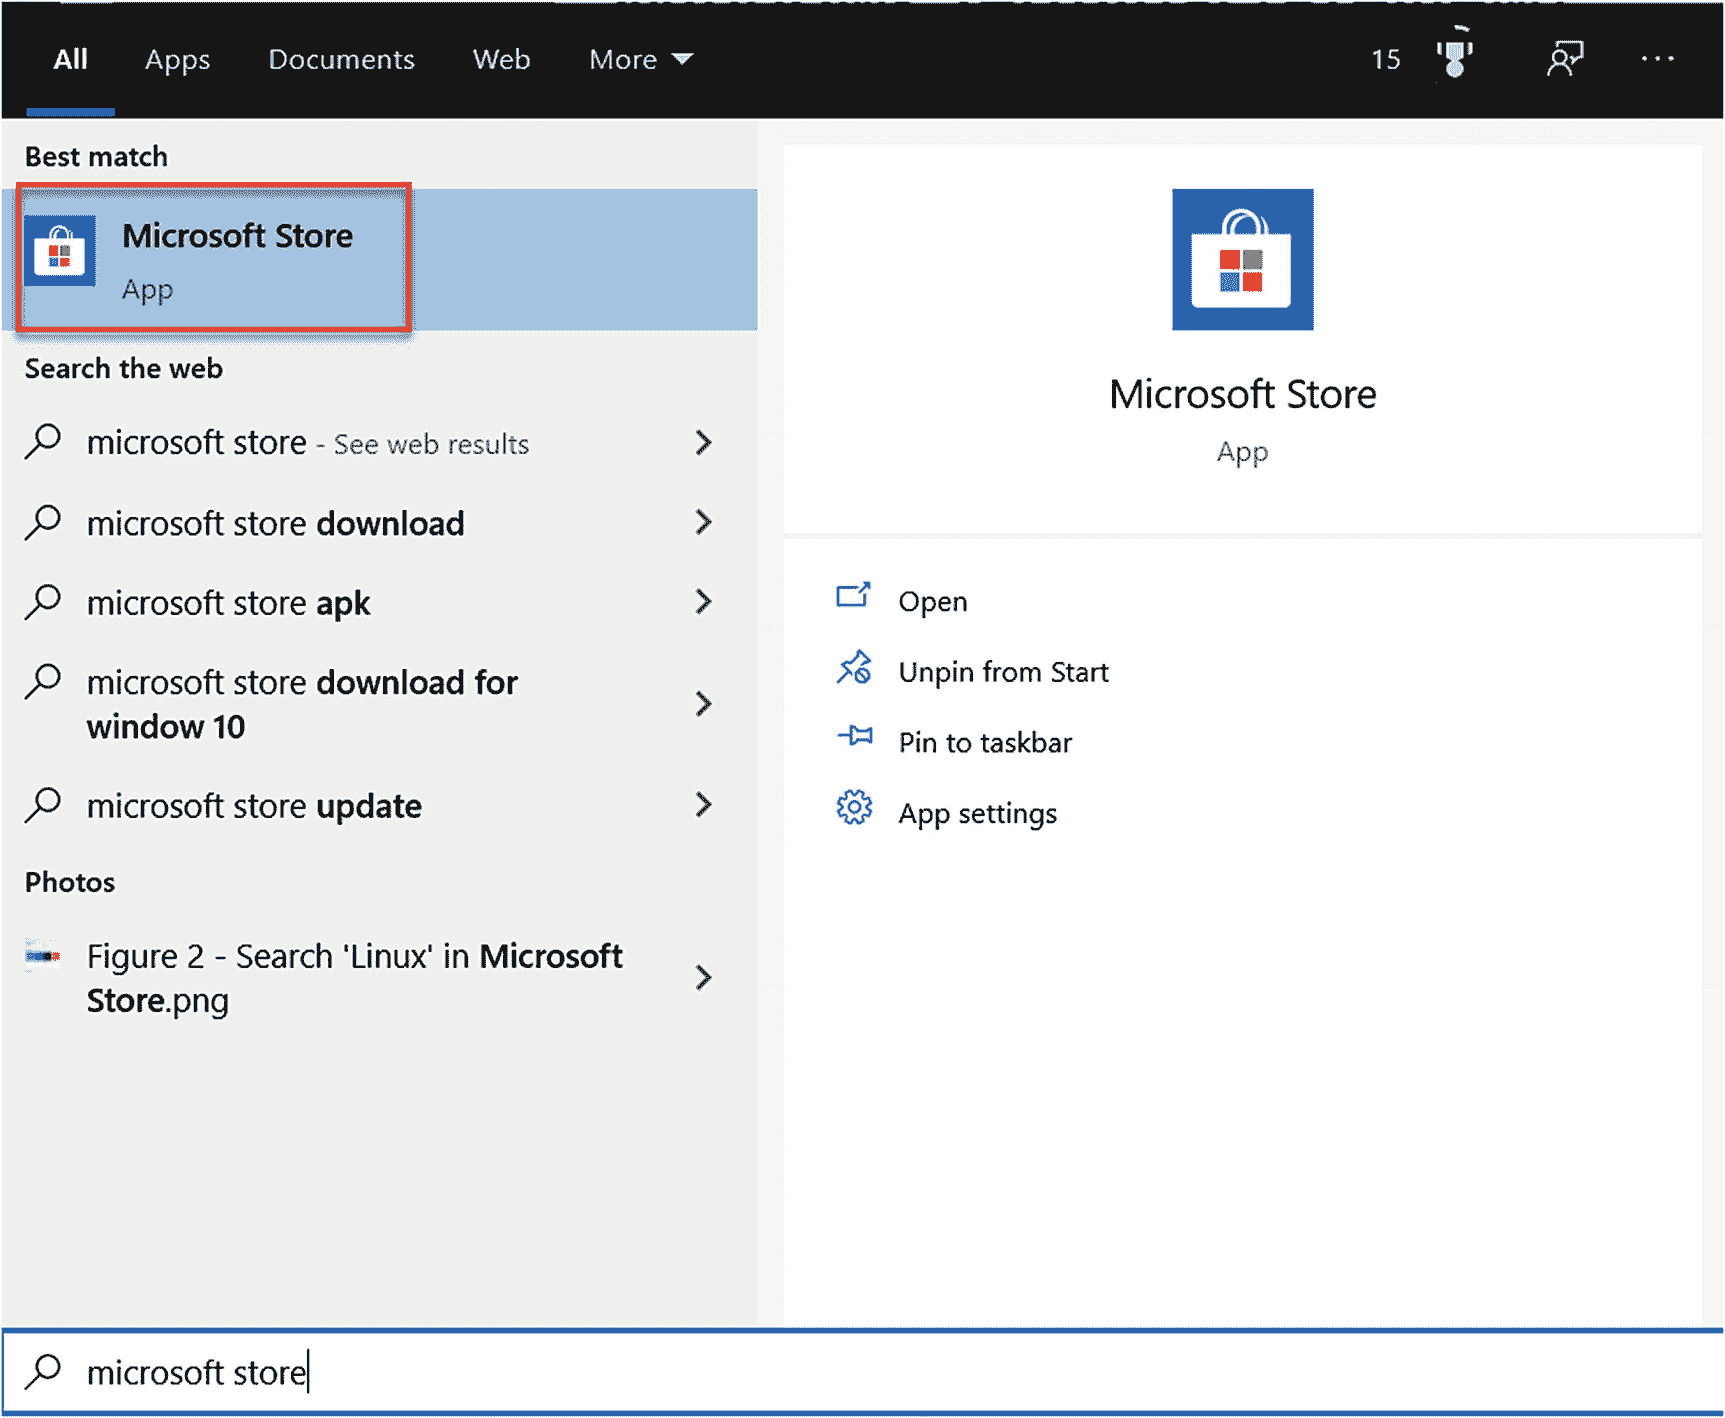 All Apps Documents Web More 15 ...
Best match
Microsoft Store
App
Search the web
microsoft store - See web results
microsoft store download
microsoft store apk
microsoft store download for
window 10
microsoft store update
Photos
Figure 2 - Search 'Linux' in Microsoft
Store.png
Microsoft Store
App
Open
Unpin from Start
Pin to taskbar
App settings
microsoft store